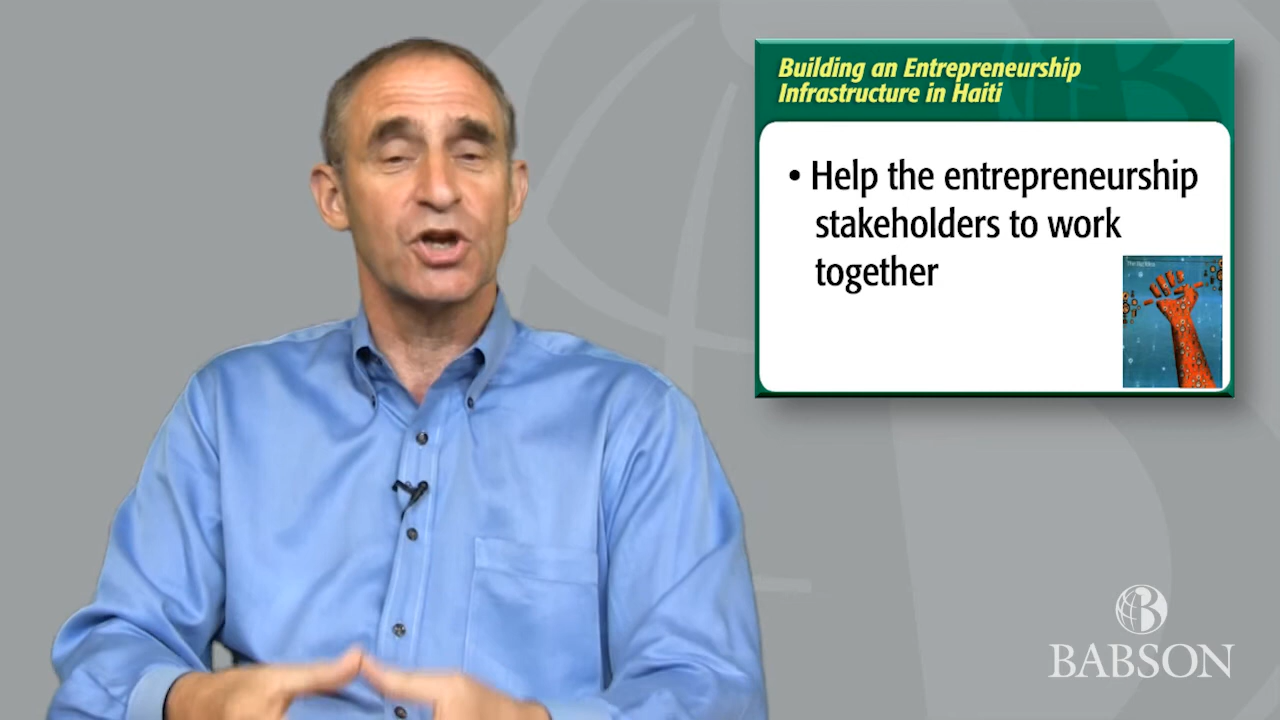 Building an Entrepreneurship
Infrastructure in Haiti
• Help the entrepreneurship
stakeholders to work
together
BABSON